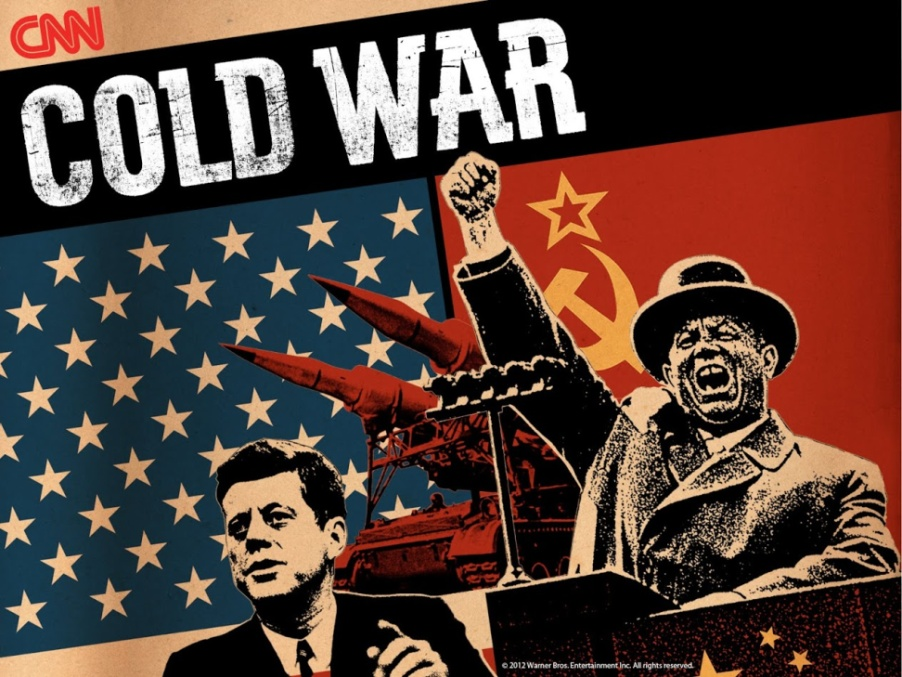 CNN
COLD WAR
© 2012 Warner Bros. Entertainment Inc. All rights reserved.